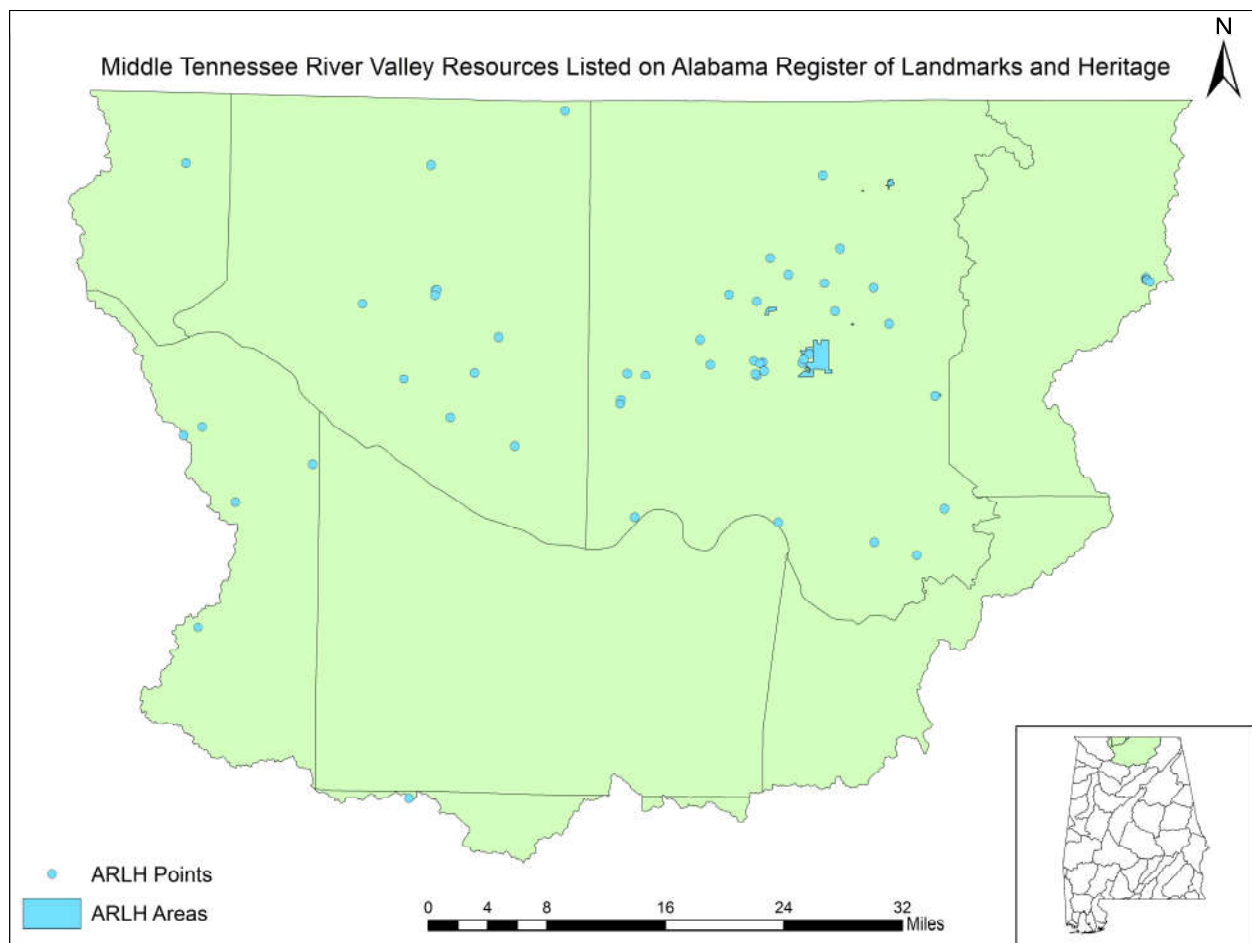 N
Middle Tennessee River Valley Resources Listed on Alabama Register of Landmarks and Heritage
ARLH Points
ARLH Areas
0 4 8 16 24 32
Miles